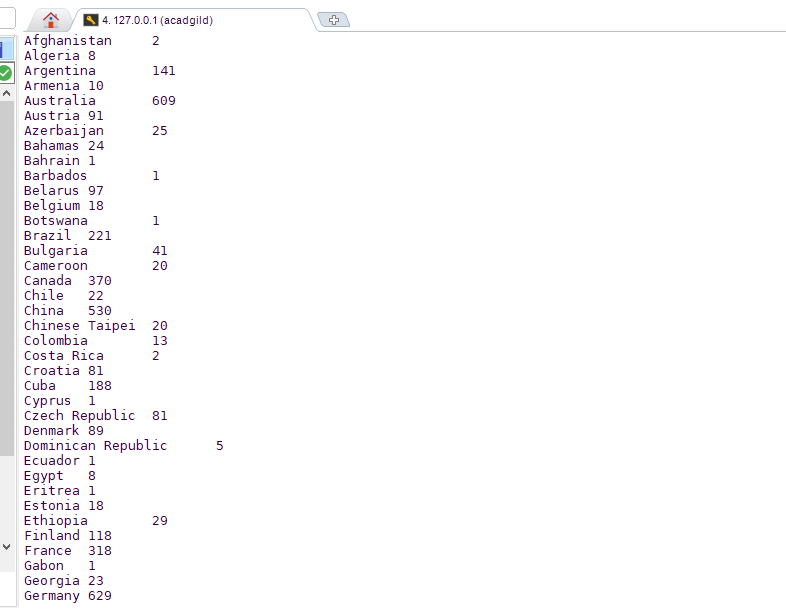 4. 127.0.0.1 (acadgild)
Afghanistan 2
Algeria 8
Argentina 141
Armenia 10
Australia 609
Austria 91
Azerbaijan 25
Bahamas 24
Bahrain 1
Barbados 1
Belarus 97
Belgium 18
Botswana 1
Brazil 221
Bulgaria 41
Cameroon 20
Canada 370
Chile 22
China 530
Chinese Taipei 20
Colombia 13
Costa Rica 2
Croatia 81
Cuba 188
Cyprus 1
Czech Republic 81
Denmark 89
Dominican Republic 5
Ecuador 1
Egypt 8
Eritrea 1
Estonia 18
Ethiopia 29
Finland 118
France 318
Gabon 1
Georgia 23
Germany 629